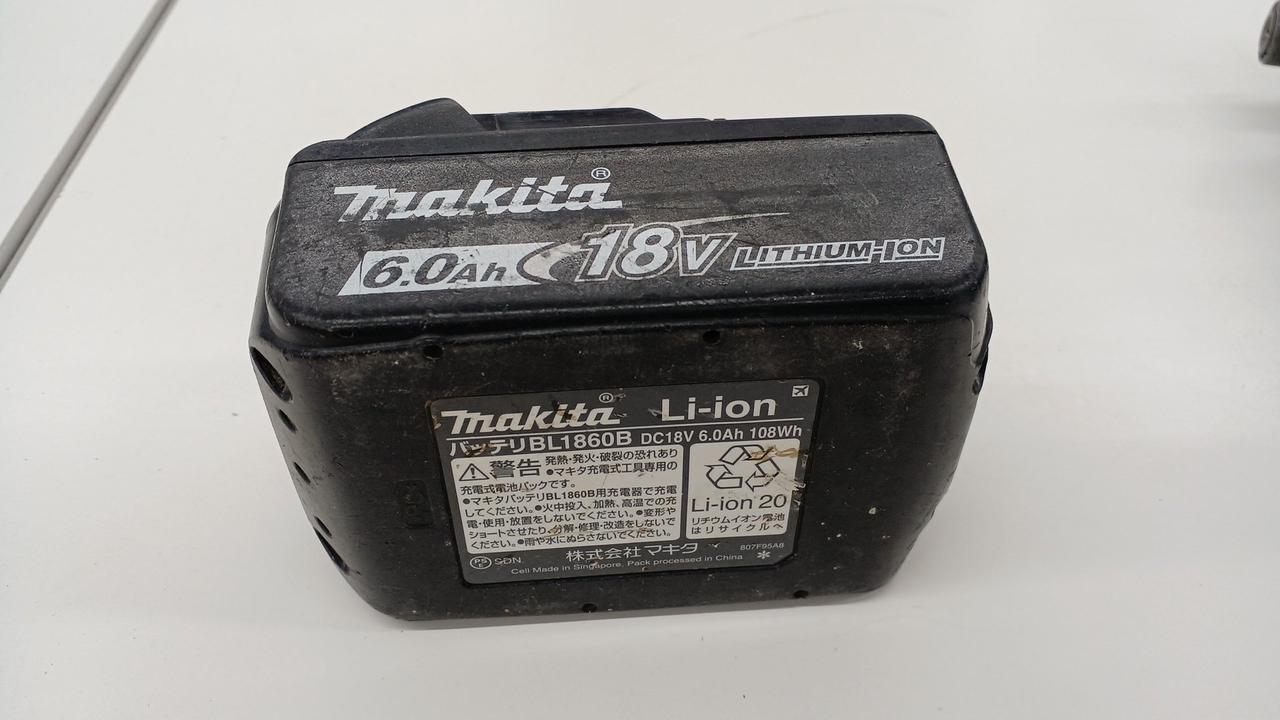 makita®
6.0Ah 18V LITHIUM-ION
makita® Li-ion
バッテリBL1860B DC18V 6.0Ah 108Wh
警告 発熱・発火・破裂の恐れあり
●マキタ充電式工具専用の
充電式電池パックです。
●マキタバッテリBL1860B用充電器で充電
してください。●火中投入、加熱、高温での充
電・使用・放置をしないでください。●変形や
ショートさせたり、分解・修理・改造をしないで
ください。●雨や水にぬらさないでください。
Li-ion 20
リチウムイオン電池
はリサイクルへ
PS E SDN. 株式会社 マキタ 807F95A8
Cell Made in Singapore, Pack processed in China *